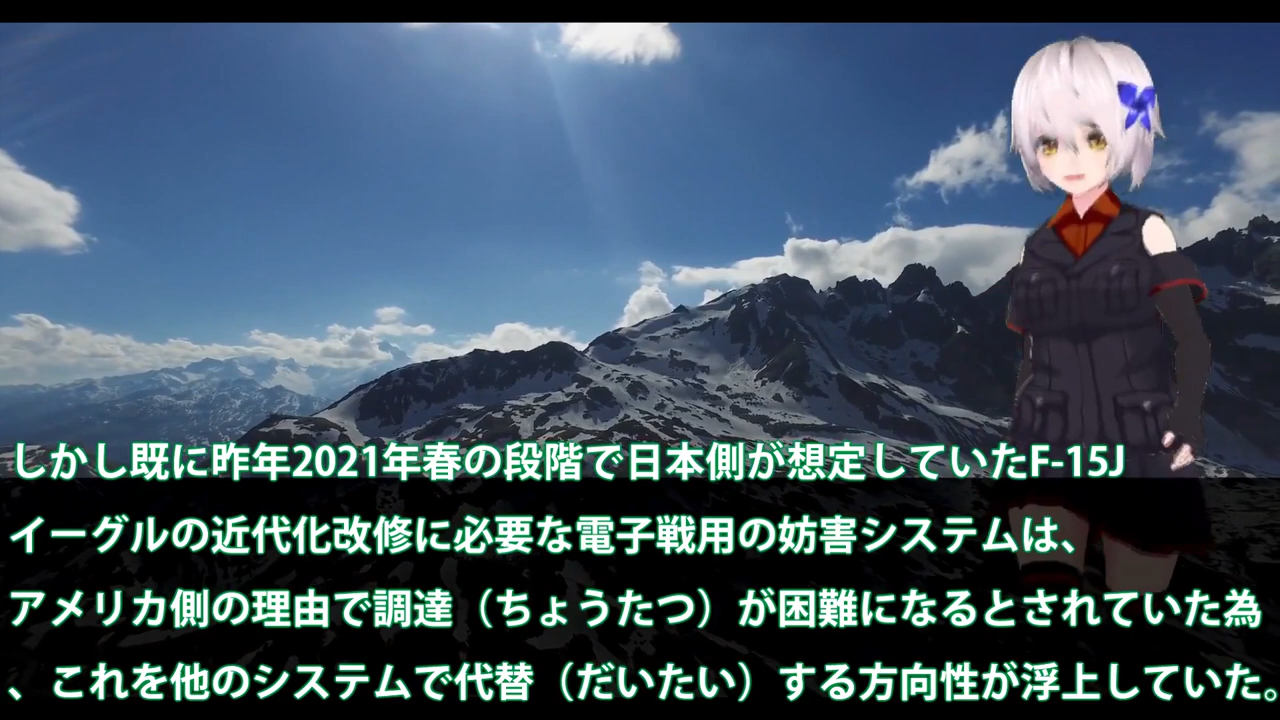 しかし既に昨年2021年春の段階で日本側が想定していたF-15J
イーグルの近代化改修に必要な電子戦用の妨害システムは、
アメリカ側の理由で調達（ちょうたつ）が困難になるとされていた為
、これを他のシステムで代替（だいたい）する方向性が浮上していた。